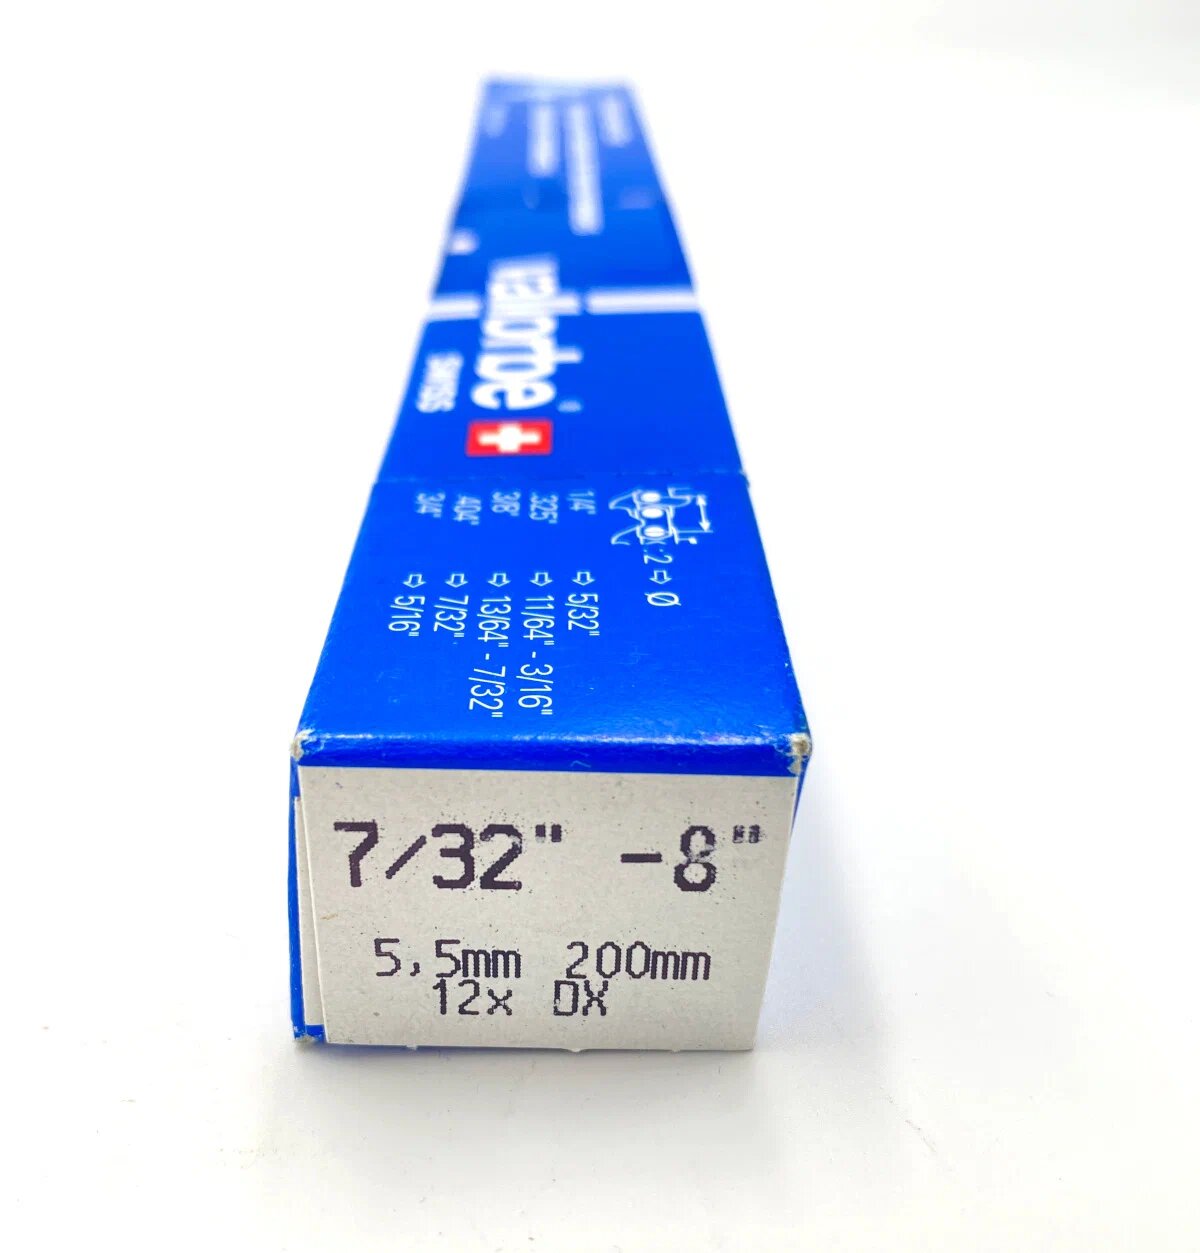 vallorbe
swiss
x:2 ⇨ Ø
1/4" ⇨ 5/32"
.325" ⇨ 11/64" - 3/16"
3/8" ⇨ 13/64" - 7/32"
.404" ⇨ 7/32"
3/4" ⇨ 5/16"
7/32" -8"
5,5mm 200mm
12x DX